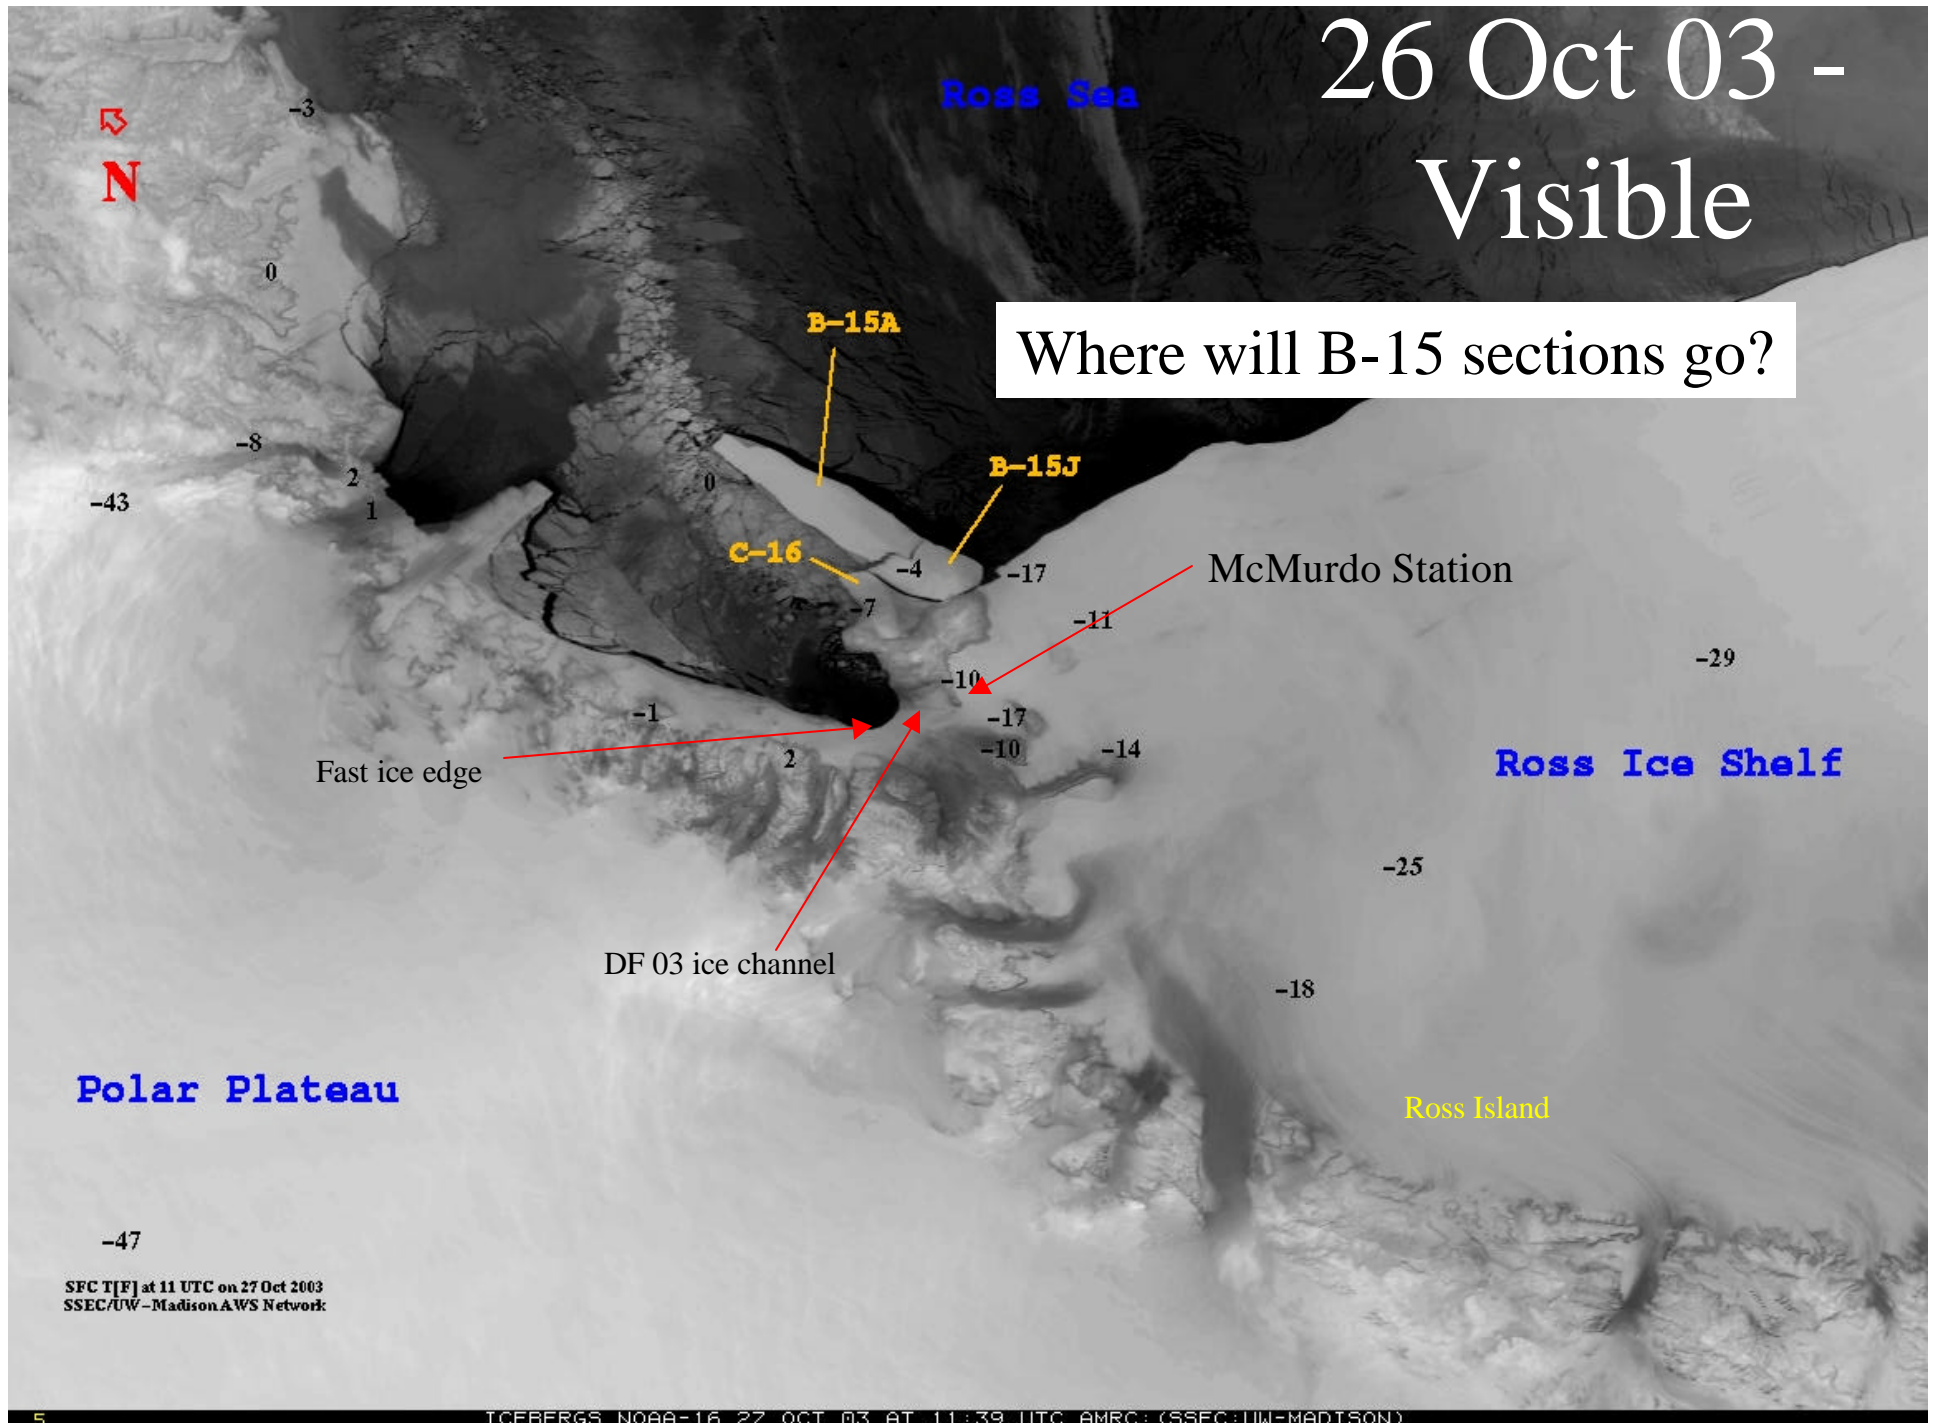 26 Oct 03 -
Visible
Ross Sea
N
-3
0
B-15A
Where will B-15 sections go?
-8
2
-43
1
0
B-15J
C-16
-4
-17
McMurdo Station
-7
-11
-29
-10
-1
-17
-10
-14
2
Fast ice edge
Ross Ice Shelf
-25
DF 03 ice channel
-18
Polar Plateau
Ross Island
-47
SFC T[F] at 11 UTC on 27 Oct 2003
SSEC/UW-Madison AWS Network
5
ICEBERGS NOAA-16 27 OCT 03 AT 11:39 UTC AMRC:(SSEC:UW-MADISON)